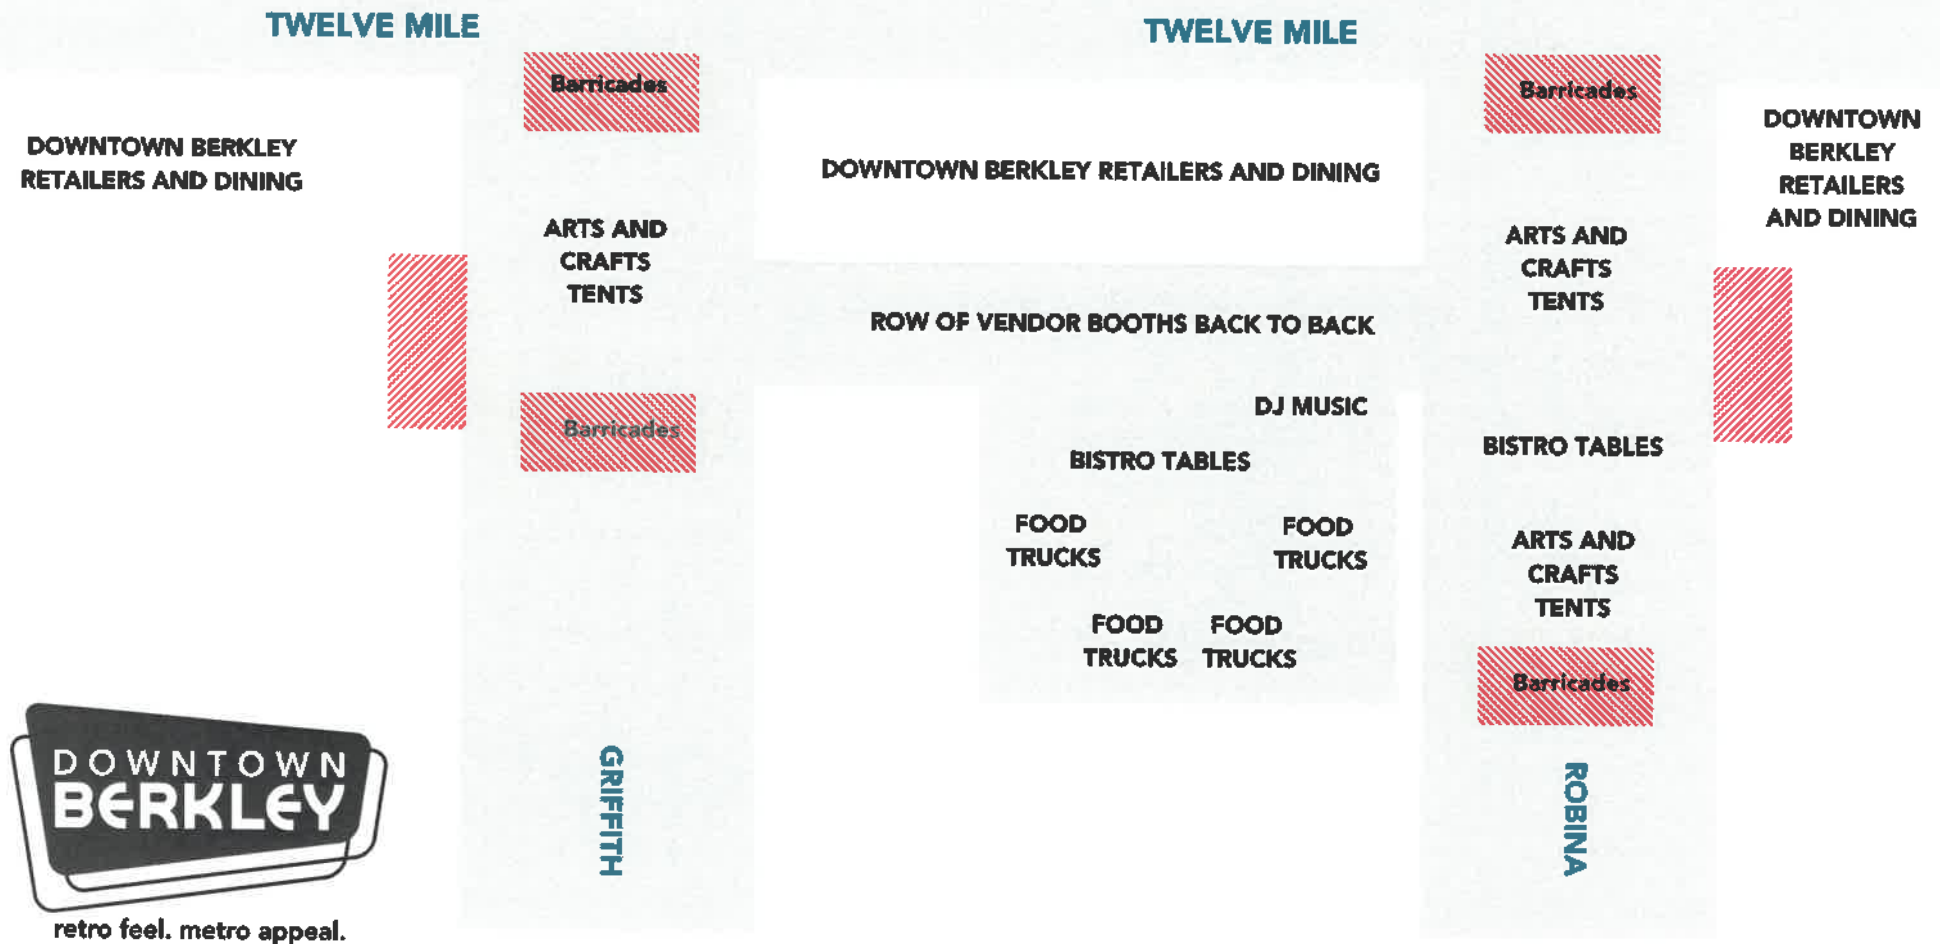 TWELVE MILE
TWELVE MILE
Barricades
Barricades
DOWNTOWN BERKLEY
RETAILERS AND DINING
DOWNTOWN BERKLEY RETAILERS AND DINING
DOWNTOWN
BERKLEY
RETAILERS
AND DINING
ARTS AND
CRAFTS
TENTS
ARTS AND
CRAFTS
TENTS
ROW OF VENDOR BOOTHS BACK TO BACK
DJ MUSIC
Barricades
BISTRO TABLES
BISTRO TABLES
FOOD
TRUCKS
FOOD
TRUCKS
ARTS AND
CRAFTS
TENTS
FOOD
TRUCKS
FOOD
TRUCKS
Barricades
GRIFFITH
ROBINA
DOWNTOWN
BERKLEY
retro feel. metro appeal.